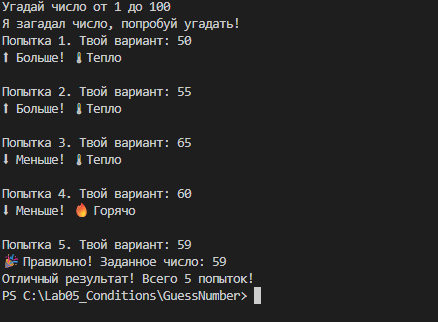 Угадай число от 1 до 100
Я загадал число, попробуй угадать!
Попытка 1. Твой вариант: 50
⬆ Больше! 🌡Тепло
Попытка 2. Твой вариант: 55
⬆ Больше! 🌡Тепло
Попытка 3. Твой вариант: 65
⬇ Меньше! 🌡Тепло
Попытка 4. Твой вариант: 60
⬇ Меньше! 🔥 Горячо
Попытка 5. Твой вариант: 59
🎉 Правильно! Заданное число: 59
Отличный результат! Всего 5 попыток!
PS C:\Lab05_Conditions\GuessNumber>